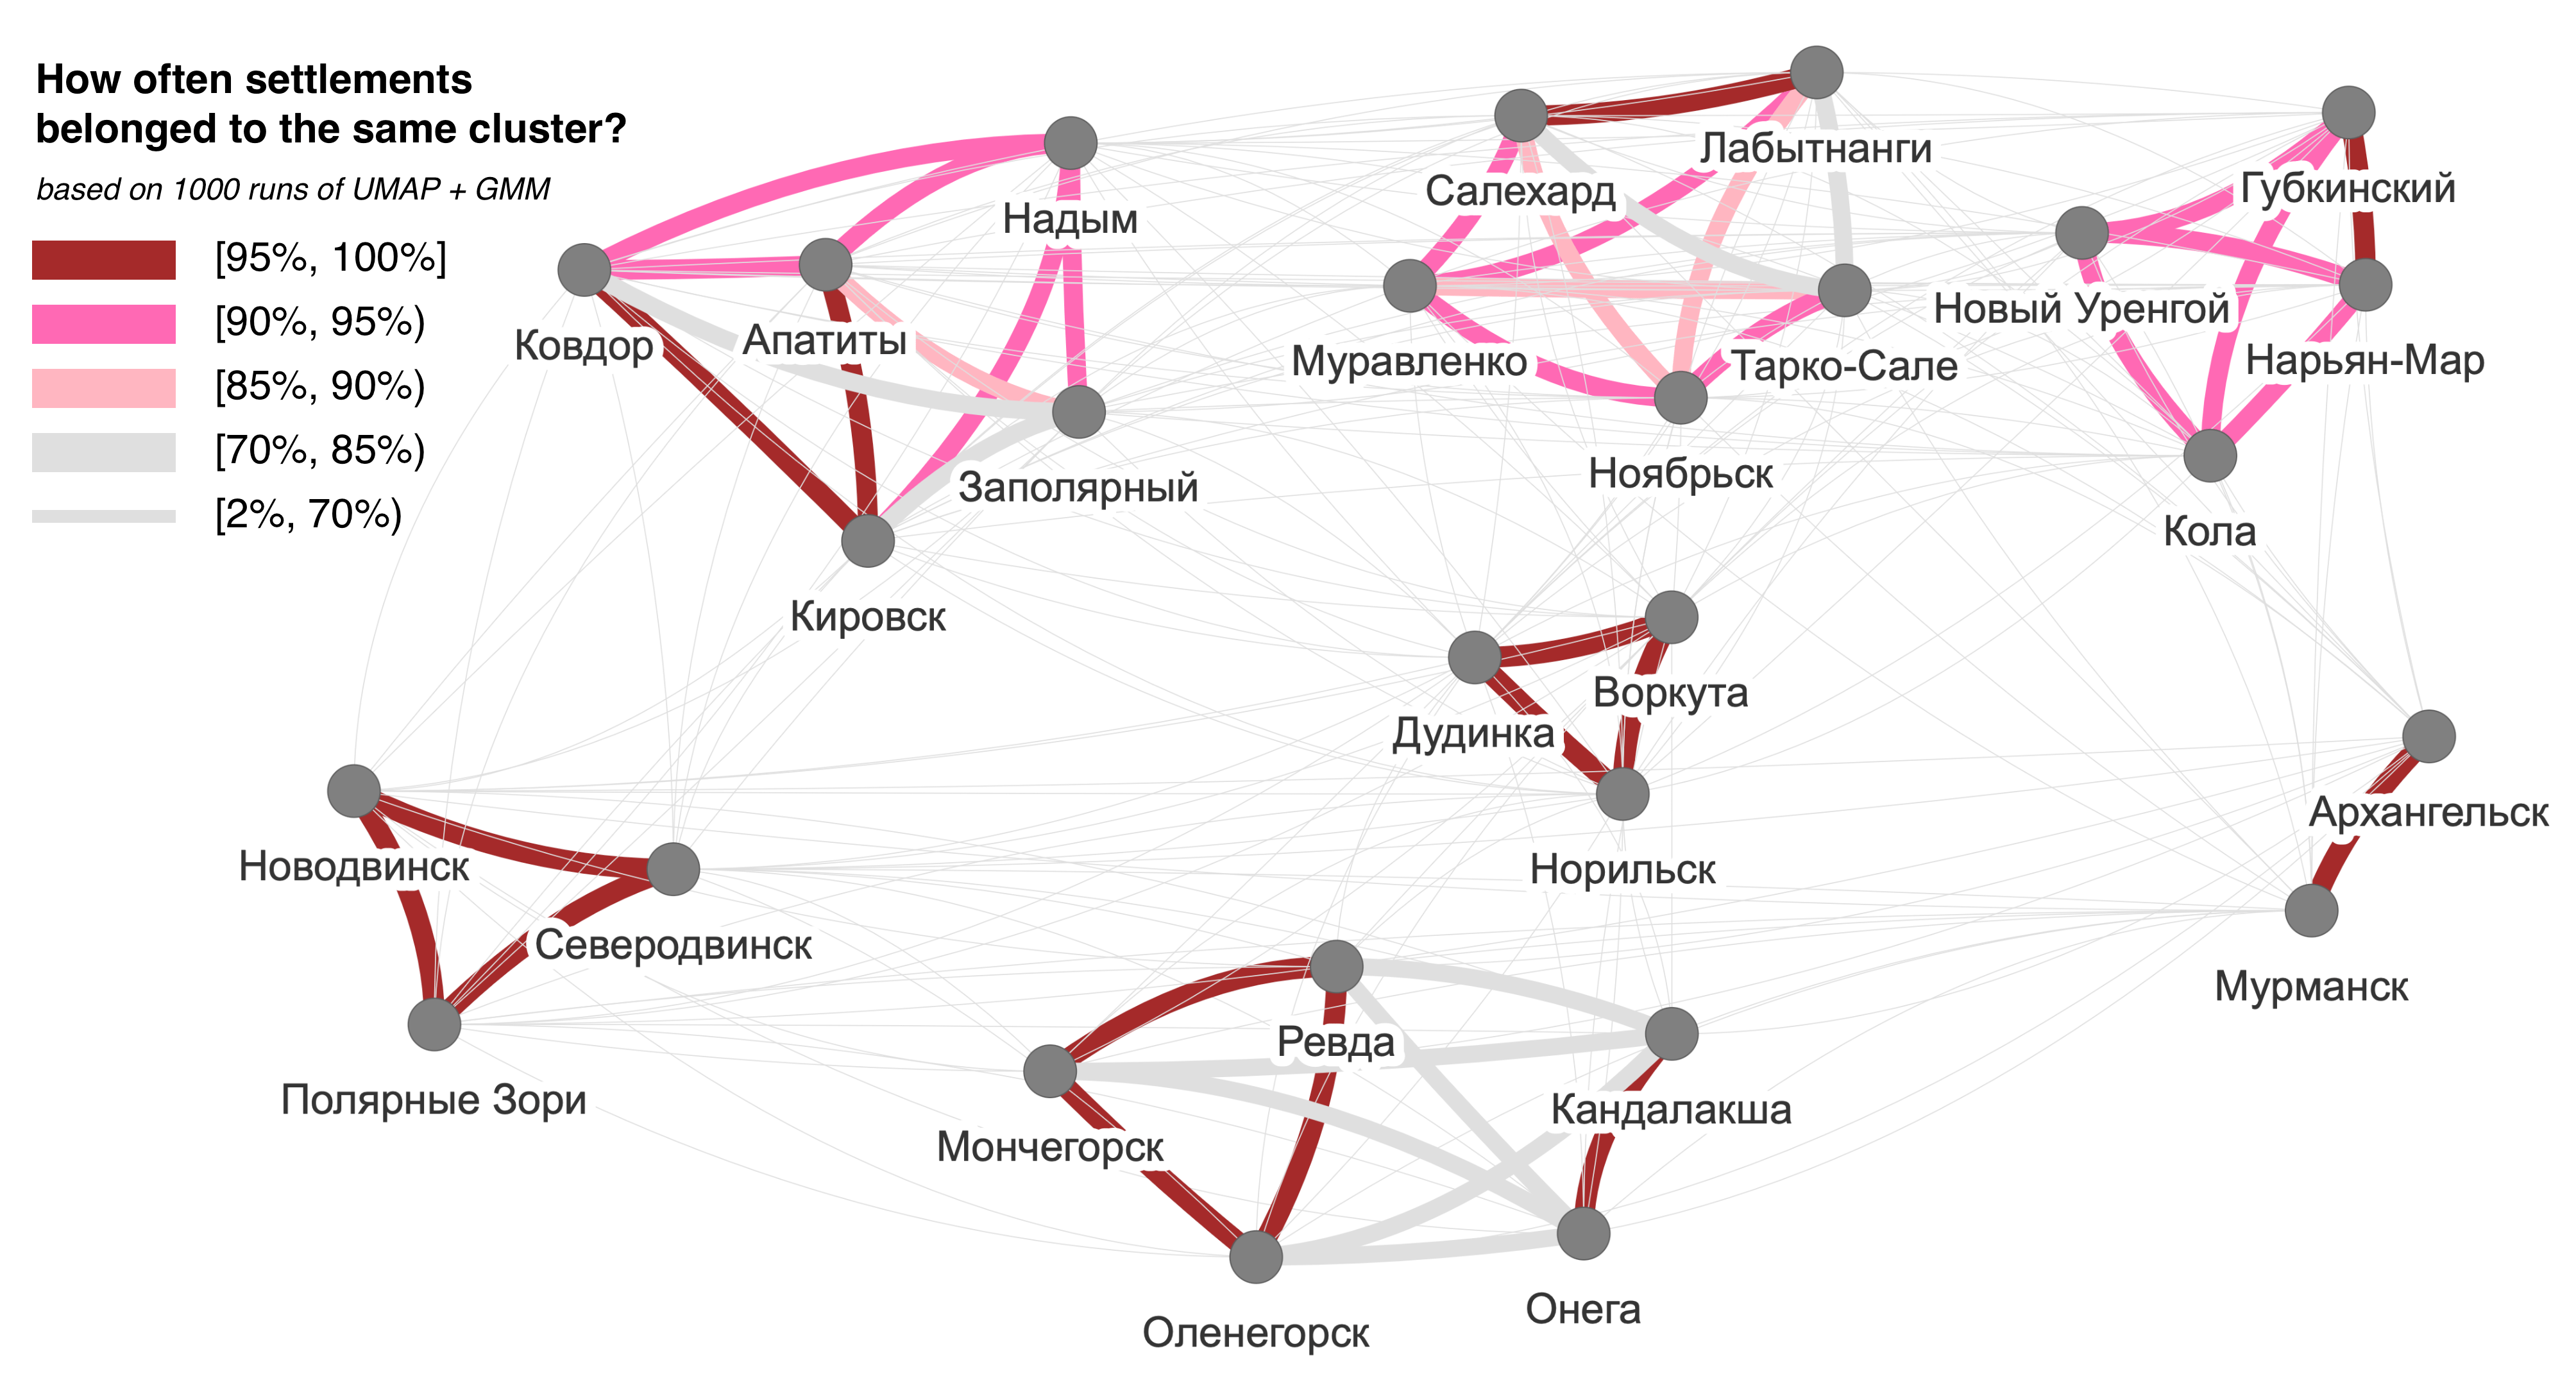 How often settlements
belonged to the same cluster?
based on 1000 runs of UMAP + GMM
[95%, 100%]
[90%, 95%)
[85%, 90%)
[70%, 85%)
[2%, 70%)
Лабытнанги
Салехард
Губкинский
Надым
Новый Уренгой
Ковдор
Апатиты
Муравленко
Тарко-Сале
Нарьян-Мар
Заполярный
Ноябрьск
Кола
Кировск
Воркута
Дудинка
Архангельск
Новодвинск
Норильск
Северодвинск
Мурманск
Ревда
Полярные Зори
Кандалакша
Мончегорск
Онега
Оленегорск